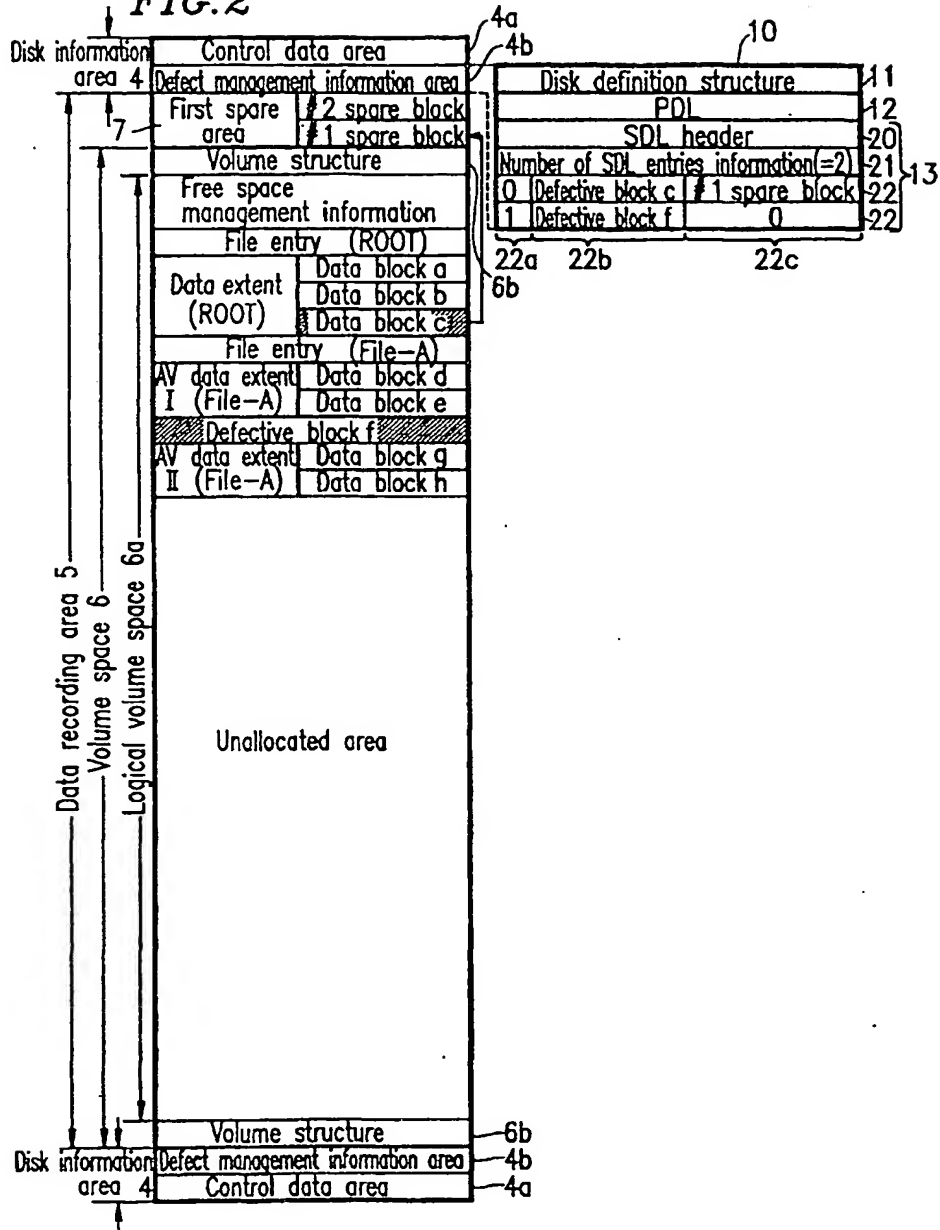 FIG. 2
Disk information area 4
Control data area
4a
Defect management information area
4b
7
First spare area
#2 spare block
#1 spare block
Volume structure
Free space management information
File entry (ROOT)
Data extent (ROOT)
Data block a
Data block b
Data block c
File entry (File-A)
AV data extent I (File-A)
Data block d
Data block e
Defective block f
AV data extent II (File-A)
Data block g
Data block h
Unallocated area
Data recording area 5
Volume space 6
Logical volume space 6a
Volume structure
6b
Disk information area 4
Defect management information area
4b
Control data area
4a
10
Disk definition structure
11
PDL
12
SDL header
20
Number of SDL entries information(=2)
21
13
0 Defective block c #1 spare block
22
1 Defective block f 0
22
22a 22b 22c
6b